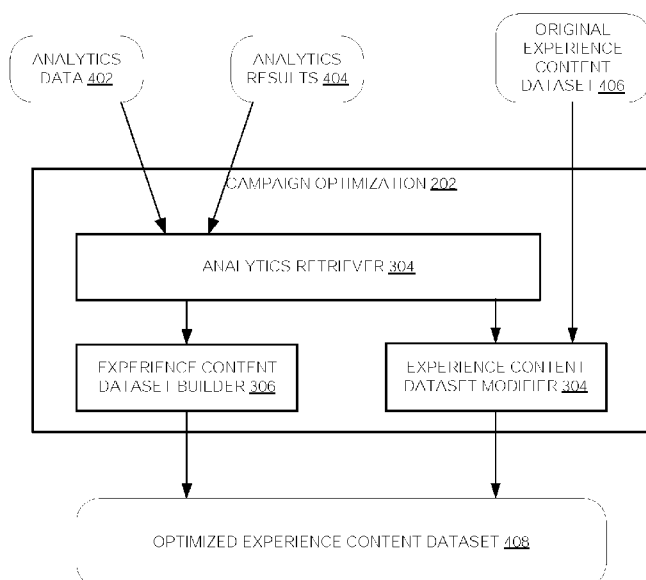 ANALYTICS
DATA 402
ANALYTICS
RESULTS 404
ORIGINAL
EXPERIENCE
CONTENT
DATASET 406
CAMPAIGN OPTIMIZATION 202
ANALYTICS RETRIEVER 304
EXPERIENCE CONTENT
DATASET BUILDER 306
EXPERIENCE CONTENT
DATASET MODIFIER 304
OPTIMIZED EXPERIENCE CONTENT DATASET 408